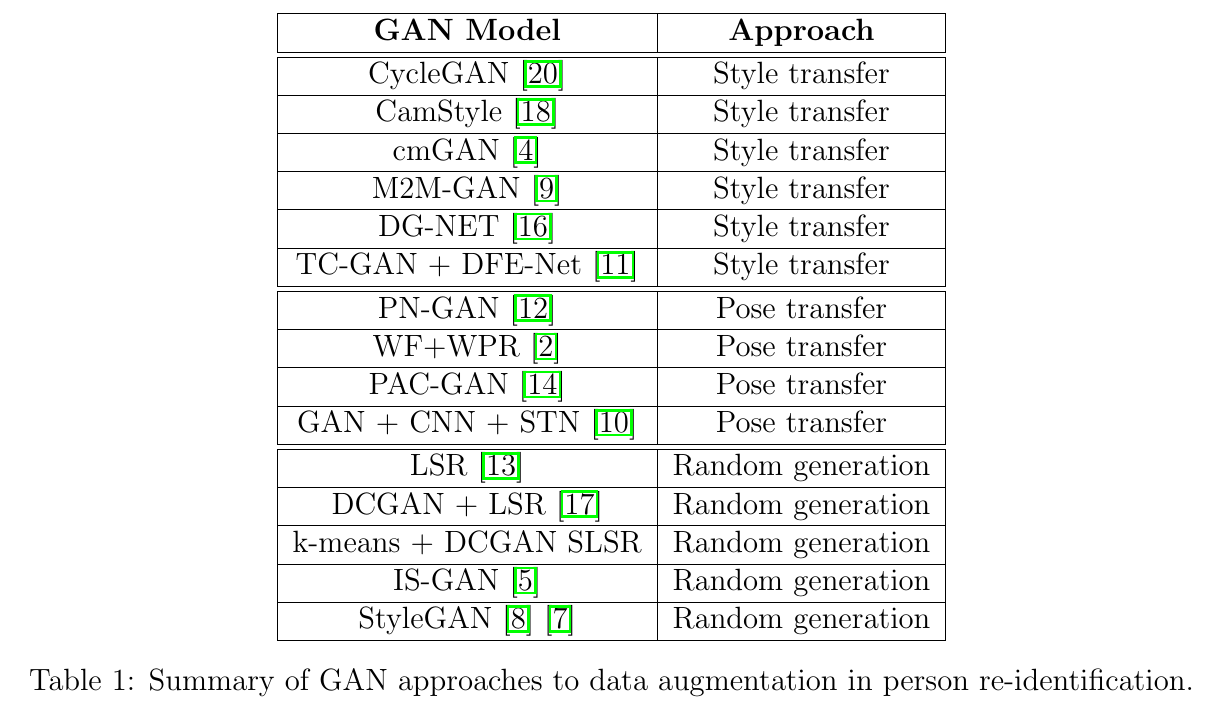 GAN Model Approach
CycleGAN [20] Style transfer
CamStyle [18] Style transfer
cmGAN [4] Style transfer
M2M-GAN [9] Style transfer
DG-NET [16] Style transfer
TC-GAN + DFE-Net [11] Style transfer
PN-GAN [12] Pose transfer
WF+WPR [2] Pose transfer
PAC-GAN [14] Pose transfer
GAN + CNN + STN [10] Pose transfer
LSR [13] Random generation
DCGAN + LSR [17] Random generation
k-means + DCGAN SLSR Random generation
IS-GAN [5] Random generation
StyleGAN [8] [7] Random generation
Table 1: Summary of GAN approaches to data augmentation in person re-identification.